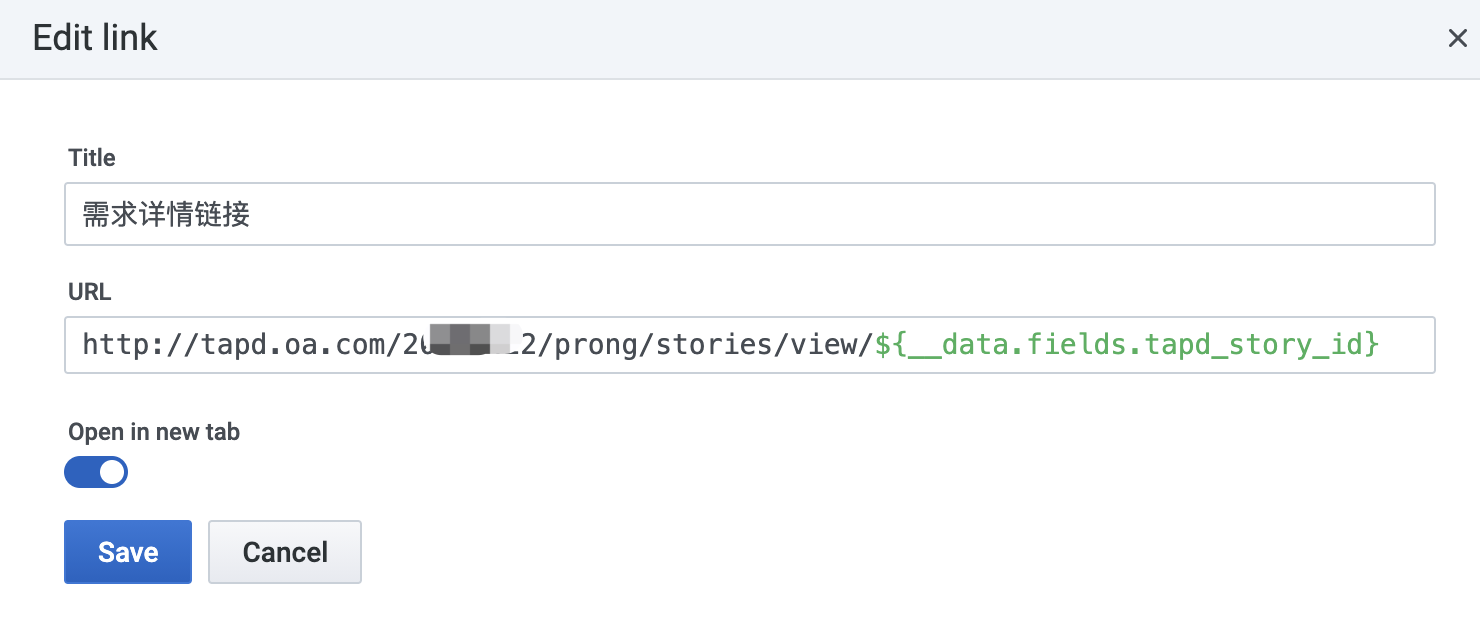 Edit link
Title
需求详情链接
URL
http://tapd.oa.com/20 2/prong/stories/view/${__data.fields.tapd_story_id}
Open in new tab
Save
Cancel